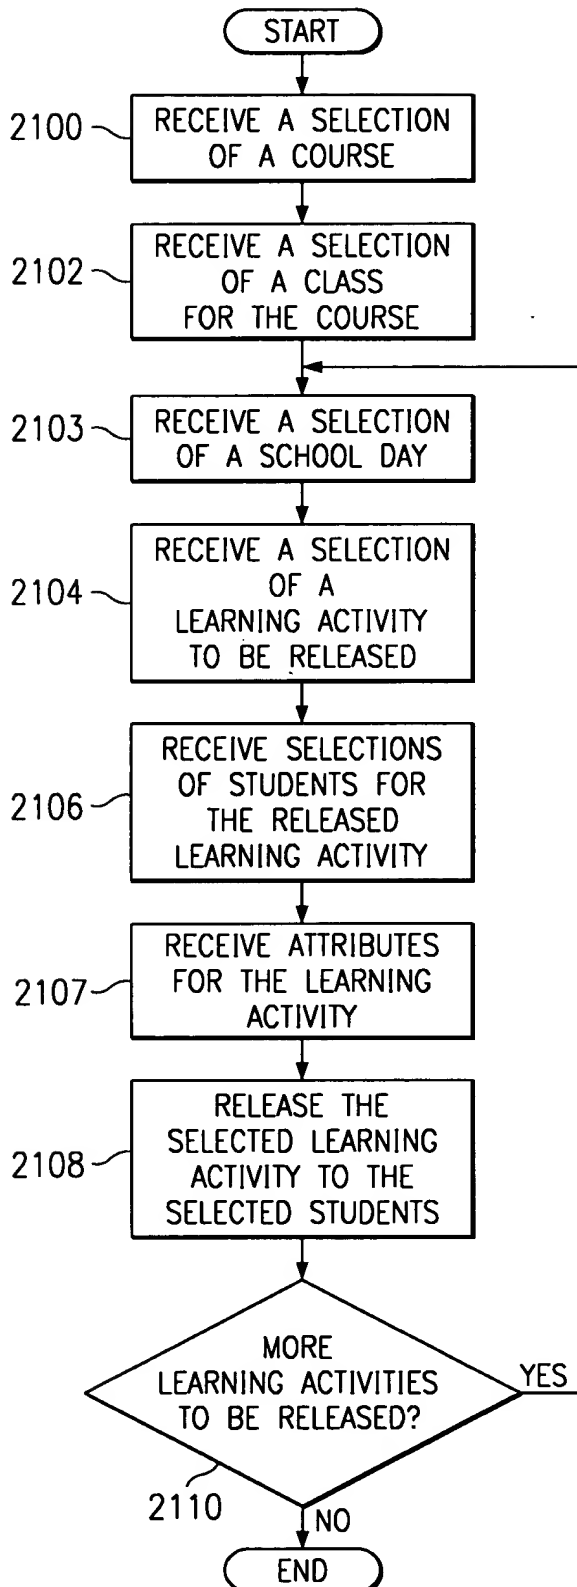 START
2100
RECEIVE A SELECTION
OF A COURSE
2102
RECEIVE A SELECTION
OF A CLASS
FOR THE COURSE
2103
RECEIVE A SELECTION
OF A SCHOOL DAY
2104
RECEIVE A SELECTION
OF A
LEARNING ACTIVITY
TO BE RELEASED
2106
RECEIVE SELECTIONS
OF STUDENTS FOR
THE RELEASED
LEARNING ACTIVITY
2107
RECEIVE ATTRIBUTES
FOR THE LEARNING
ACTIVITY
2108
RELEASE THE
SELECTED LEARNING
ACTIVITY TO THE
SELECTED STUDENTS
MORE
LEARNING ACTIVITIES
TO BE RELEASED?
YES
2110
NO
END